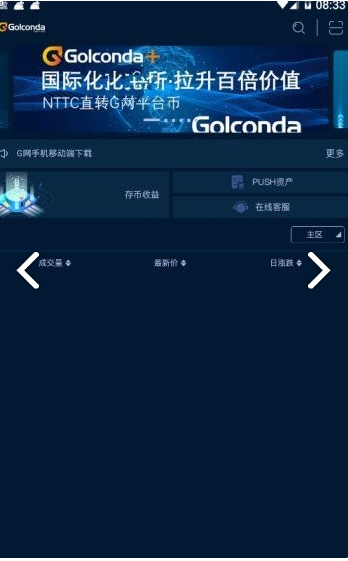 08:33
Golconda
Golconda+
国际化比.仓所·拉升百倍价值
NTTC直转G网平台币
Golconda
G网手机移动端下载 更多
存币收益
PUSH资产
在线客服
主区
成交量 最新价 日涨跌